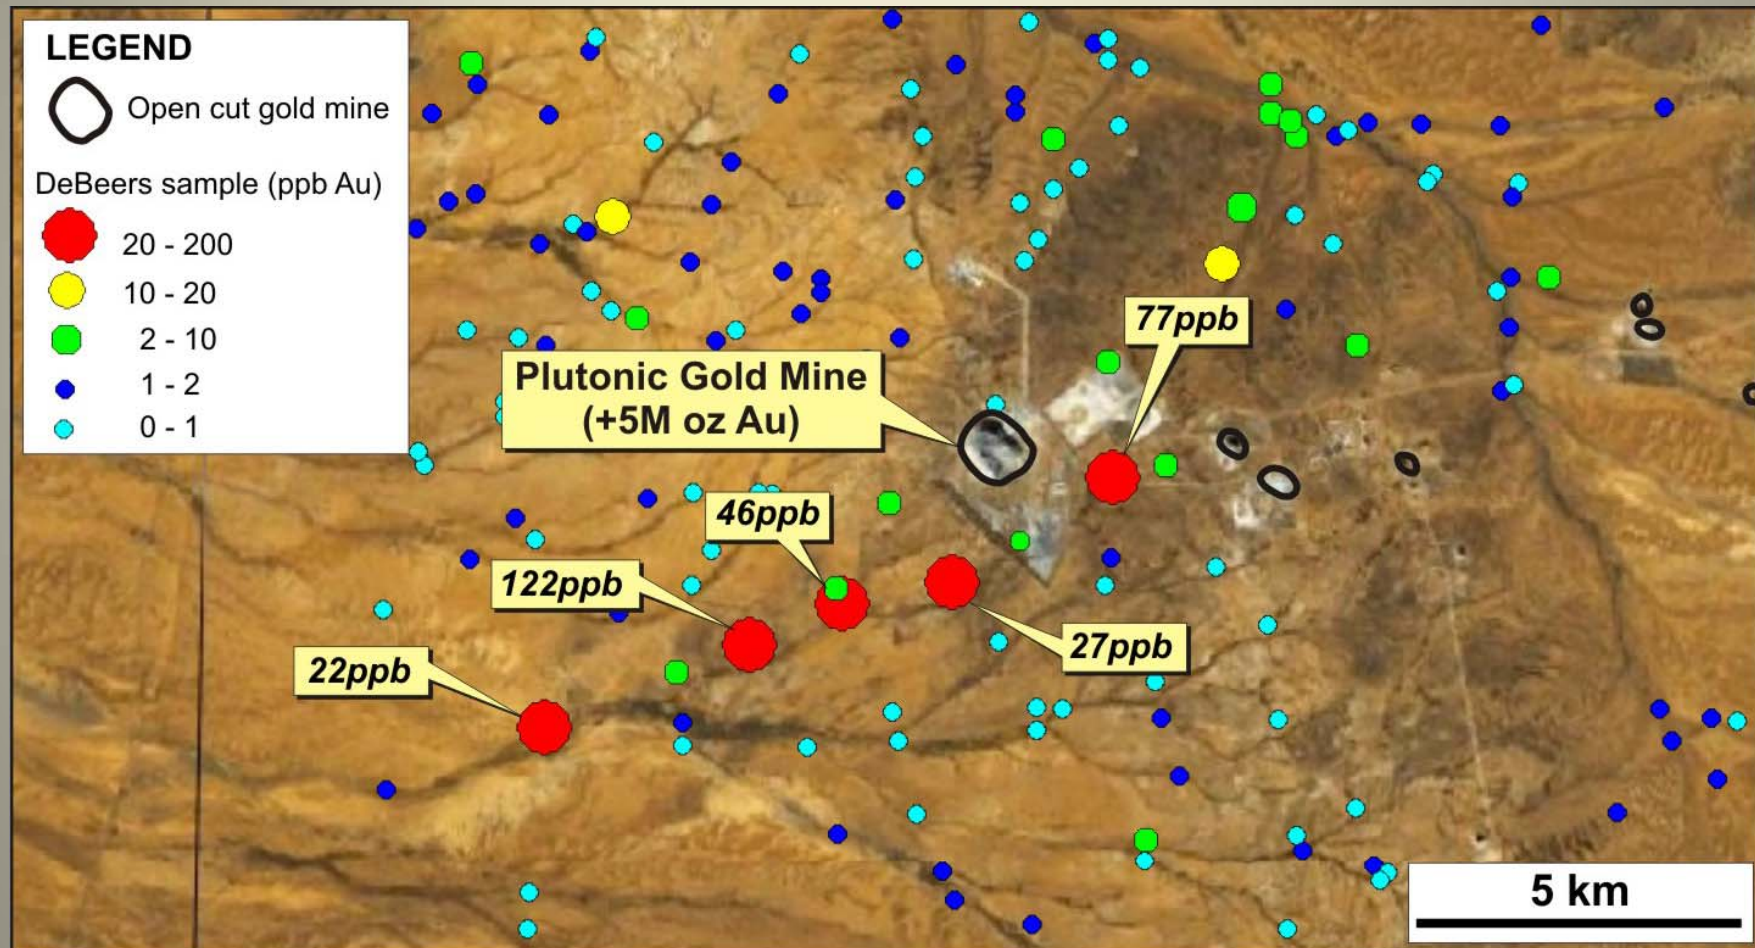 LEGEND
Open cut gold mine
DeBeers sample (ppb Au)
20 - 200
10 - 20
2 - 10
1 - 2
0 - 1
77ppb
Plutonic Gold Mine
(+5M oz Au)
46ppb
122ppb
27ppb
22ppb
5 km